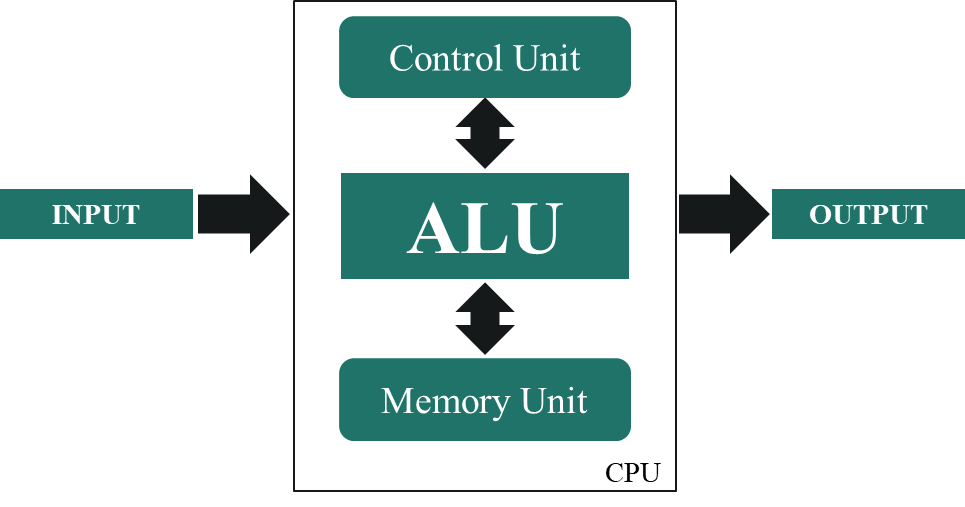 Control Unit
INPUT
ALU
OUTPUT
Memory Unit
CPU